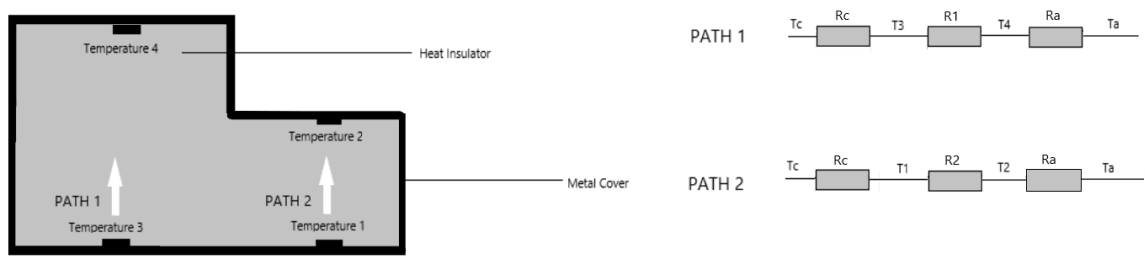 Temperature 4
Heat Insulator
Temperature 2
PATH 1
PATH 2
Metal Cover
Temperature 3
Temperature 1
PATH 1
Tc Rc T3 R1 T4 Ra Ta
PATH 2
Tc Rc T1 R2 T2 Ra Ta